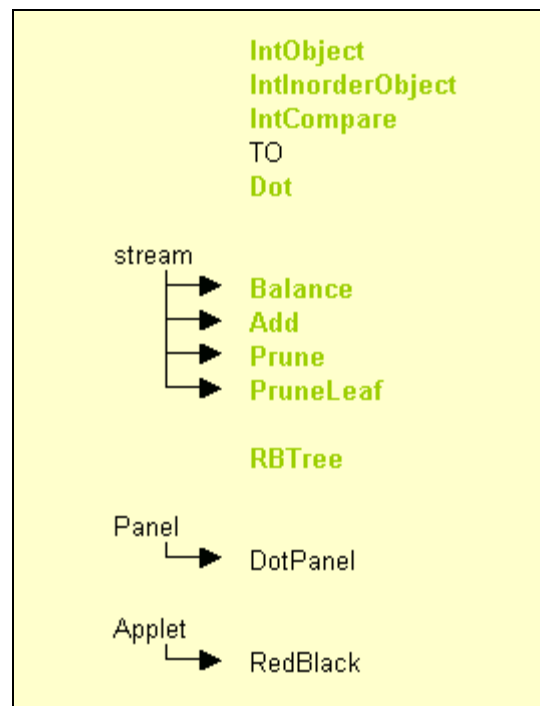 IntObject
IntInorderObject
IntCompare
TO
Dot
stream
Balance
Add
Prune
PruneLeaf
RBTree
Panel
DotPanel
Applet
RedBlack